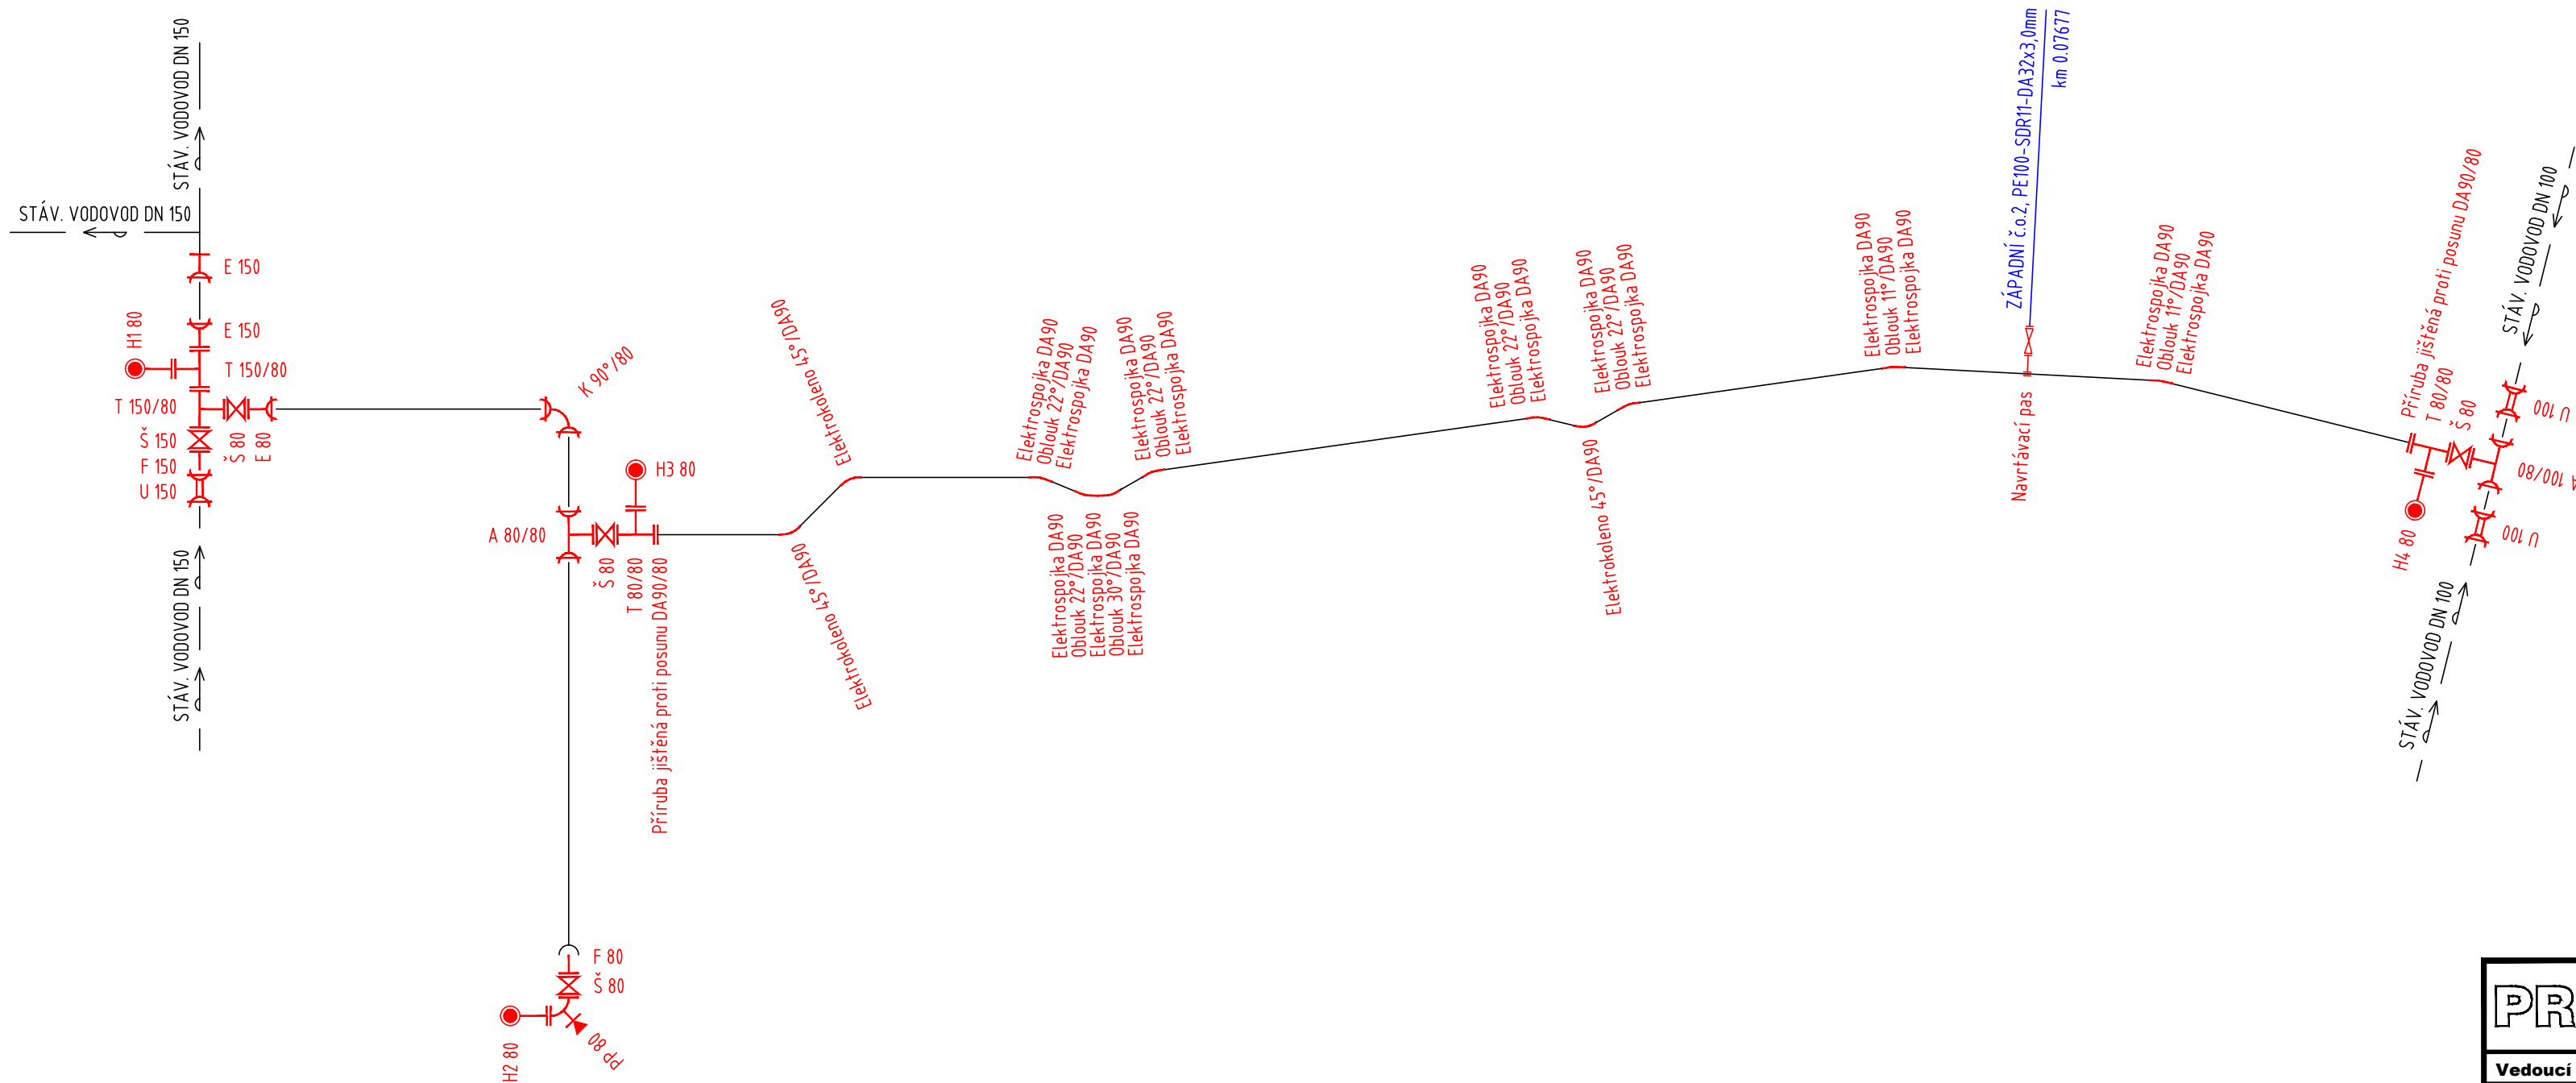 STÁV. VODOVOD DN 150
STÁV. VODOVOD DN 150
E 150
E 150
H1 80
T 150/80
T 150/80
Š 150
F 150
U 150
Š 80
E 80
STÁV. VODOVOD DN 150
K 90°/80
A 80/80
H3 80
Š 80
T 80/80
Příruba jištěná proti posunu DA90/80
F 80
Š 80
H2 80
PP 80
Elektrokoleno 45°/DA90
Elektrokoleno 45°/DA90
Elektrospojka DA90
Oblouk 22°/DA90
Elektrospojka DA90
Elektrospojka DA90
Oblouk 22°/DA90
Elektrospojka DA90
Oblouk 30°/DA90
Elektrospojka DA90
Elektrospojka DA90
Oblouk 22°/DA90
Elektrospojka DA90
Elektrospojka DA90
Oblouk 22°/DA90
Elektrospojka DA90
Elektrokoleno 45°/DA90
Elektrospojka DA90
Oblouk 22°/DA90
Elektrospojka DA90
Elektrospojka DA90
Oblouk 11°/DA90
Elektrospojka DA90
ZÁPADNÍ č.o.2, PE100-SDR11-DA32x3,0mm
km 0.07677
Navrtávací pas
Elektrospojka DA90
Oblouk 11°/DA90
Elektrospojka DA90
Příruba jištěná proti posunu DA90/80
T 80/80
Š 80
H4 80
STÁV. VODOVOD DN 100
U 100
A 100/80
U 100
STÁV. VODOVOD DN 100
PR
Vedoucí